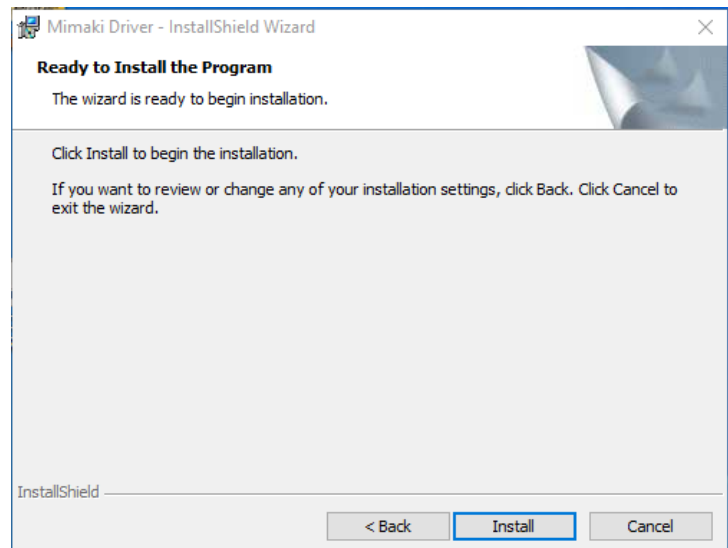 Mimaki Driver - InstallShield Wizard
Ready to Install the Program
The wizard is ready to begin installation.
Click Install to begin the installation.
If you want to review or change any of your installation settings, click Back. Click Cancel to
exit the wizard.
InstallShield
< Back Install Cancel